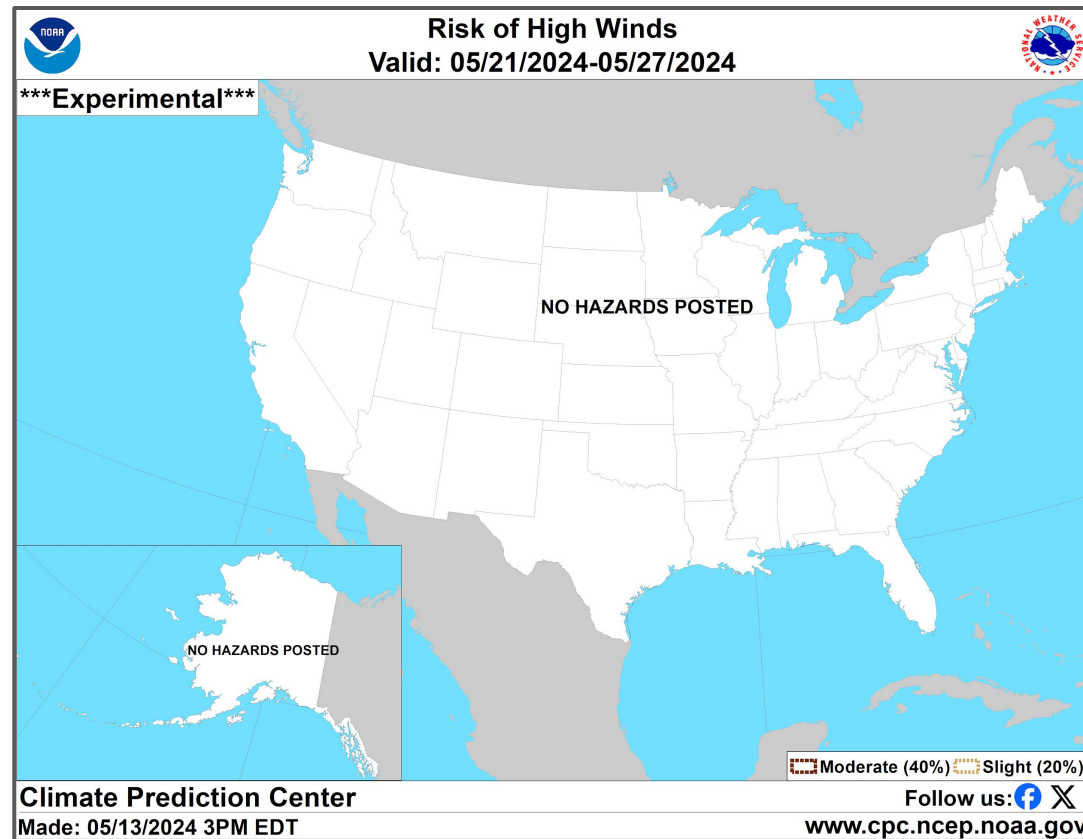 NOAA
Risk of High Winds
Valid: 05/21/2024-05/27/2024
NATIONAL WEATHER SERVICE
***Experimental***
NO HAZARDS POSTED
NO HAZARDS POSTED
Moderate (40%) Slight (20%)
Climate Prediction Center
Follow us:
Made: 05/13/2024 3PM EDT
www.cpc.ncep.noaa.gov